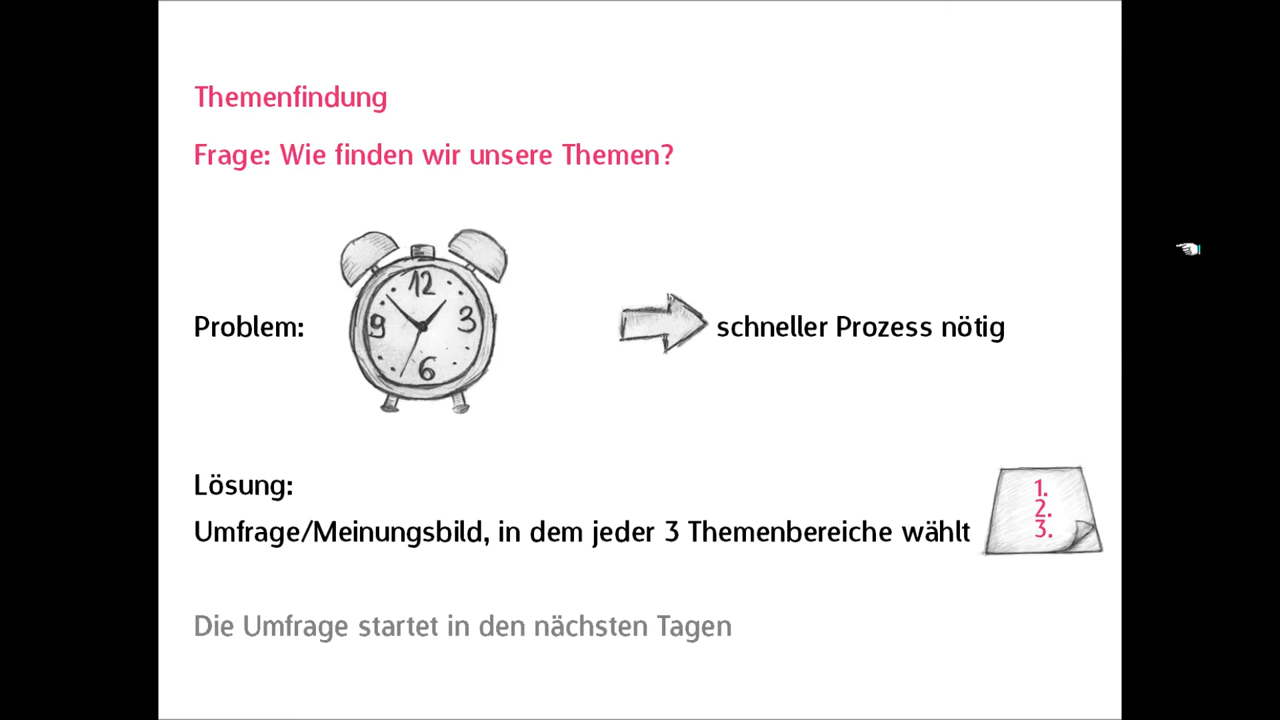 Themenfindung
Frage: Wie finden wir unsere Themen?
12
9
3
6
Problem:
schneller Prozess nötig
Lösung:
Umfrage/Meinungsbild, in dem jeder 3 Themenbereiche wählt
1.
2.
3.
Die Umfrage startet in den nächsten Tagen